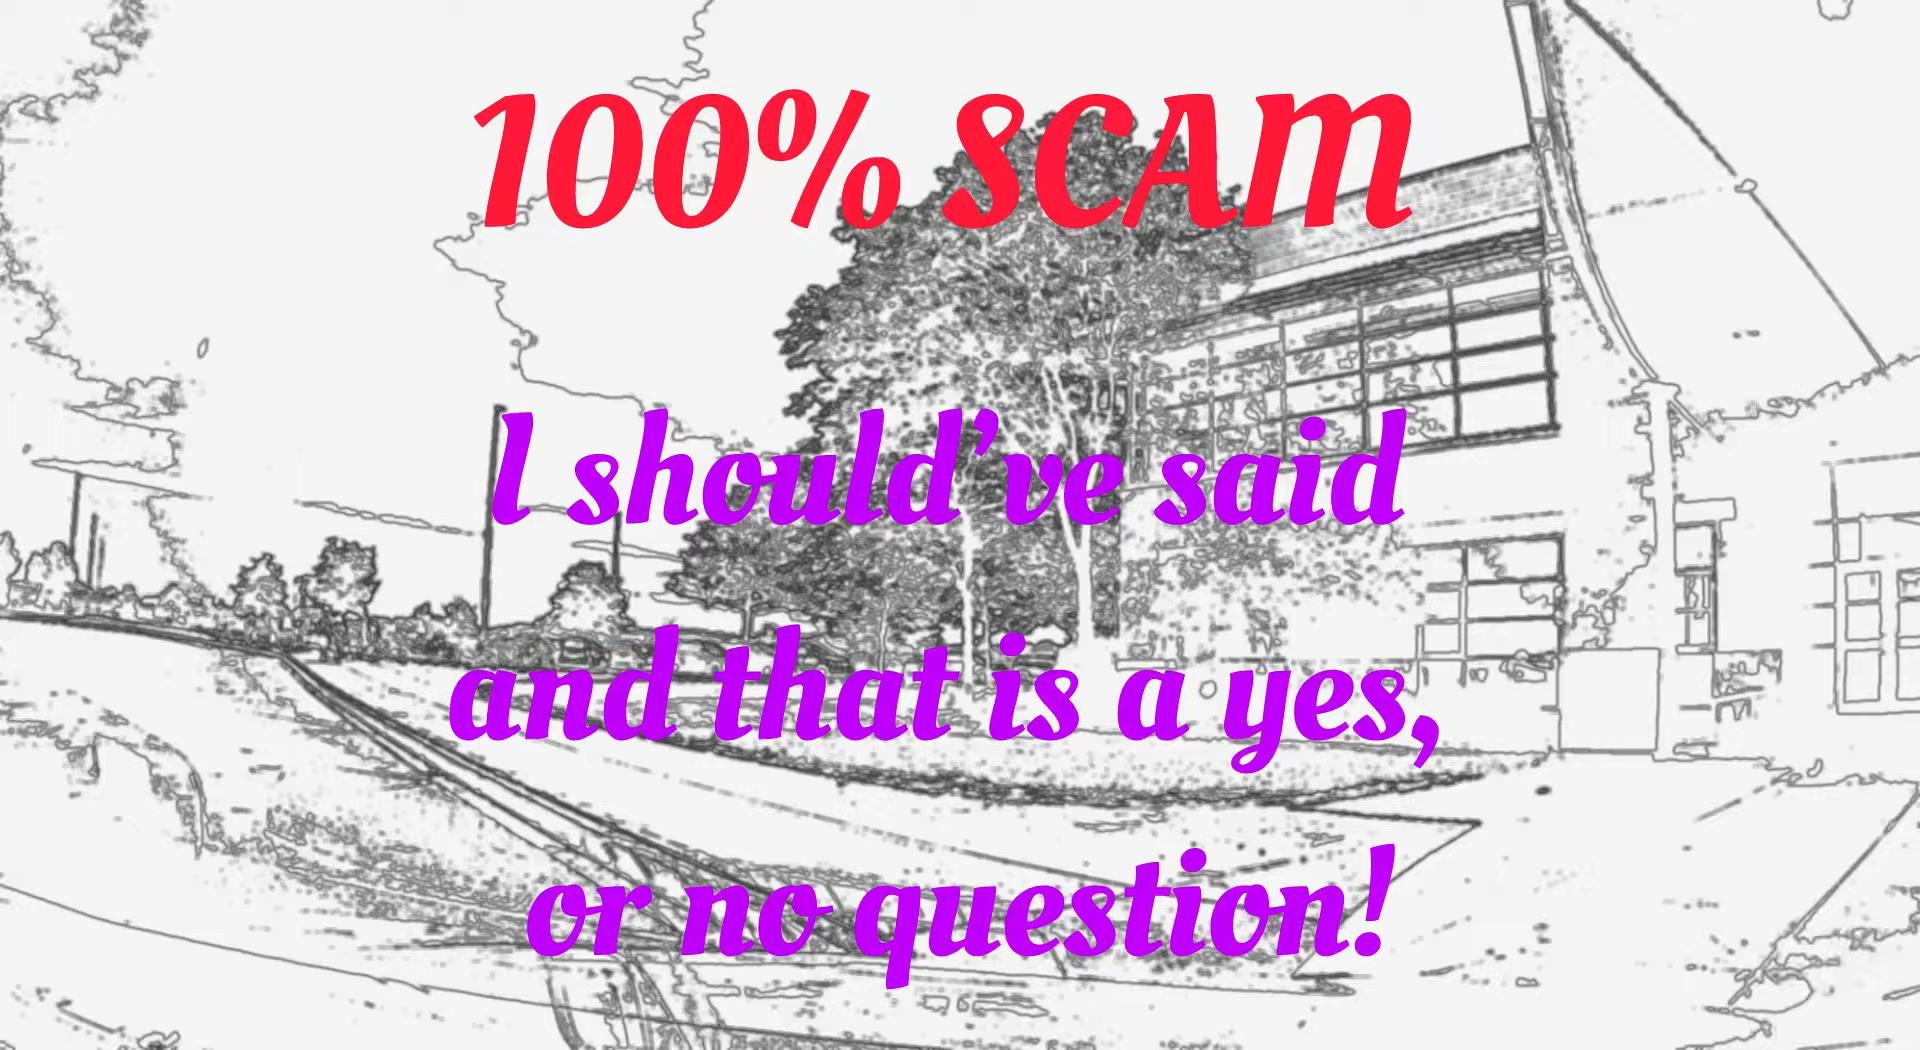 100% SCAM
I should've said
and that is a yes,
or no question!